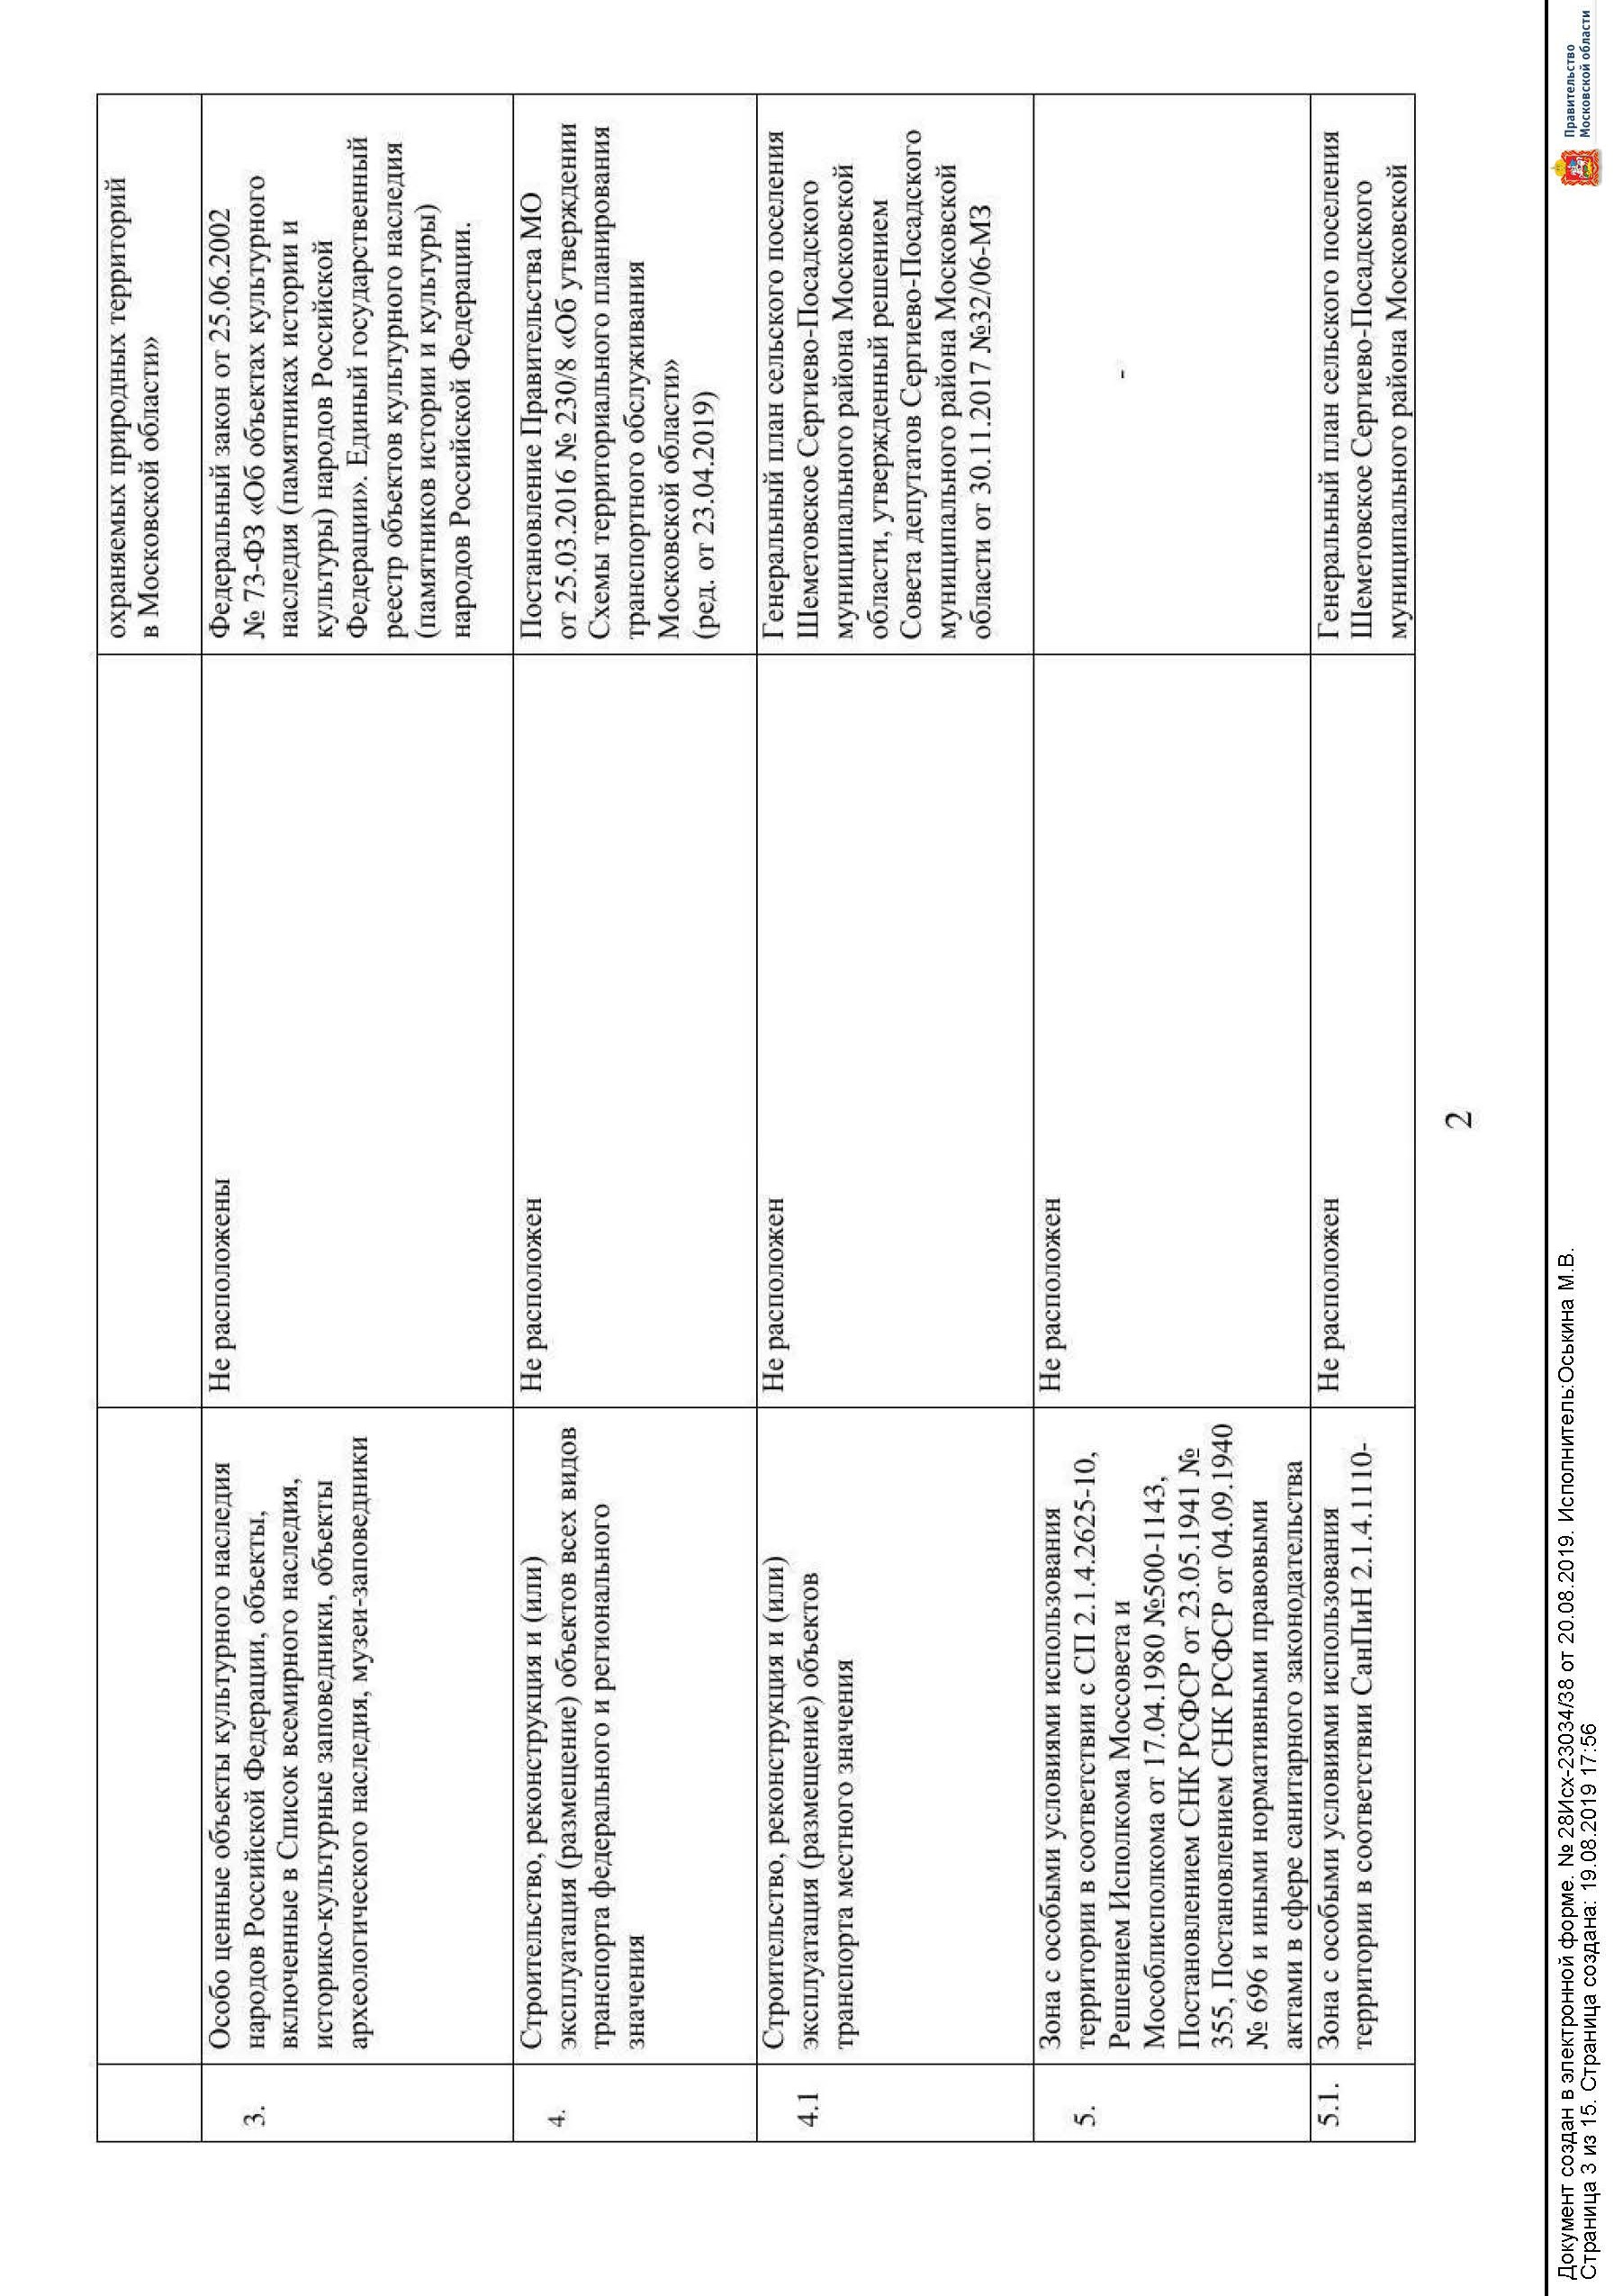 охраняемых природных территорий
в Московской области»
3.
Особо ценные объекты культурного наследия
народов Российской Федерации, объекты,
включенные в Список всемирного наследия,
историко-культурные заповедники, объекты
археологического наследия, музеи-заповедники
Не расположены
Федеральный закон от 25.06.2002
№ 73-ФЗ «Об объектах культурного
наследия (памятниках истории и
культуры) народов Российской
Федерации». Единый государственный
реестр объектов культурного наследия
(памятников истории и культуры)
народов Российской Федерации.
4.
Строительство, реконструкция и (или)
эксплуатация (размещение) объектов всех видов
транспорта федерального и регионального
значения
Не расположен
Постановление Правительства МО
от 25.03.2016 № 230/8 «Об утверждении
Схемы территориального планирования
транспортного обслуживания
Московской области»
(ред. от 23.04.2019)
4.1
Строительство, реконструкция и (или)
эксплуатация (размещение) объектов
транспорта местного значения
Не расположен
Генеральный план сельского поселения
Шеметовское Сергиево-Посадского
муниципального района Московской
области, утвержденный решением
Совета депутатов Сергиево-Посадского
муниципального района Московской
области от 30.11.2017 №32/06-МЗ
5.
Зона с особыми условиями использования
территории в соответствии с СП 2.1.4.2625-10,
Решением Исполкома Моссовета и
Мособлисполкома от 17.04.1980 №500-1143,
Постановлением СНК РСФСР от 23.05.1941 №
355, Постановлением СНК РСФСР от 04.09.1940
№ 696 и иными нормативными правовыми
актами в сфере санитарного законодательства
Не расположен
-
5.1.
Зона с особыми условиями использования
территории в соответствии СанПиН 2.1.4.1110-
Не расположен
Генеральный план сельского поселения
Шеметовское Сергиево-Посадского
муниципального района Московской
2
Документ создан в электронной форме. № 28Исх-23034/38 от 20.08.2019. Исполнитель:Оськина М.В.
Страница 3 из 15. Страница создана: 19.08.2019 17:56
Правительство
Московской области